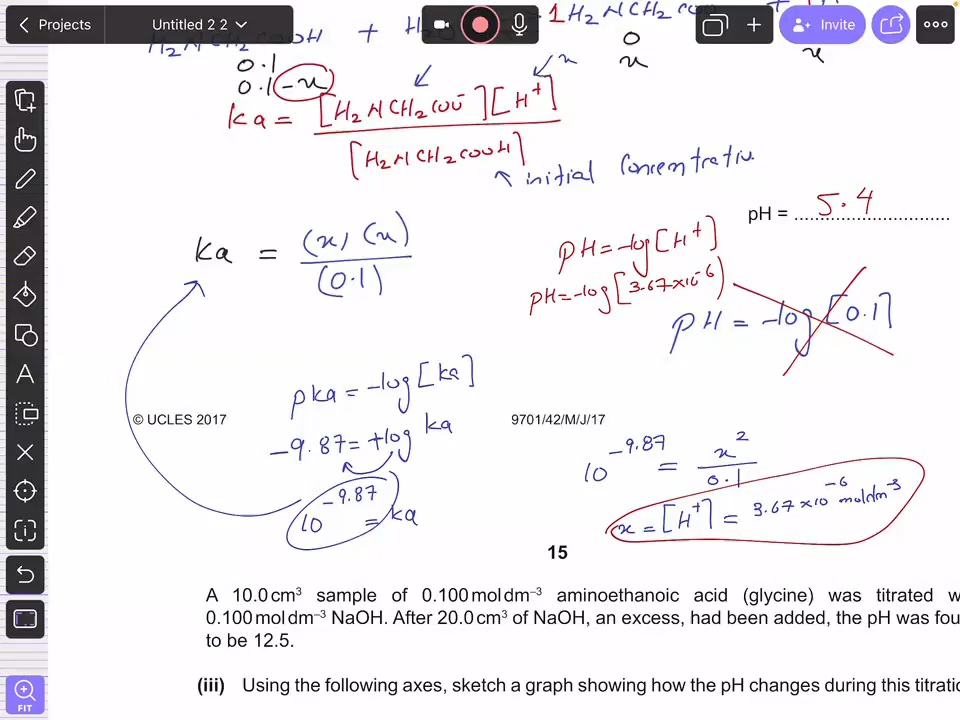 Projects Untitled 2 2 Invite
H₂NCH₂COOH + H₂O 1H₂NCH₂COO +
0.1 0
0.1 -x x x x
ka = [H₂NCH₂COO⁻][H⁺]
[H₂NCH₂COOH]
initial concentration
pH = 5.4
ka = (x)(x)
(0.1)
pH = -log[H⁺]
pH = -log[3.67×10⁻⁶)
pH = -log[0.1]
pka = -log[ka]
© UCLES 2017 9701/42/M/J/17
-9.87 = +log ka
10^-9.87 = ka
10^-9.87 = x²
0.1
x = [H⁺] = 3.67×10⁻⁶ moldm⁻³
15
A 10.0 cm³ sample of 0.100 mol dm⁻³ aminoethanoic acid (glycine) was titrated w
0.100 mol dm⁻³ NaOH. After 20.0 cm³ of NaOH, an excess, had been added, the pH was fou
to be 12.5.
(iii) Using the following axes, sketch a graph showing how the pH changes during this titratio
FIT